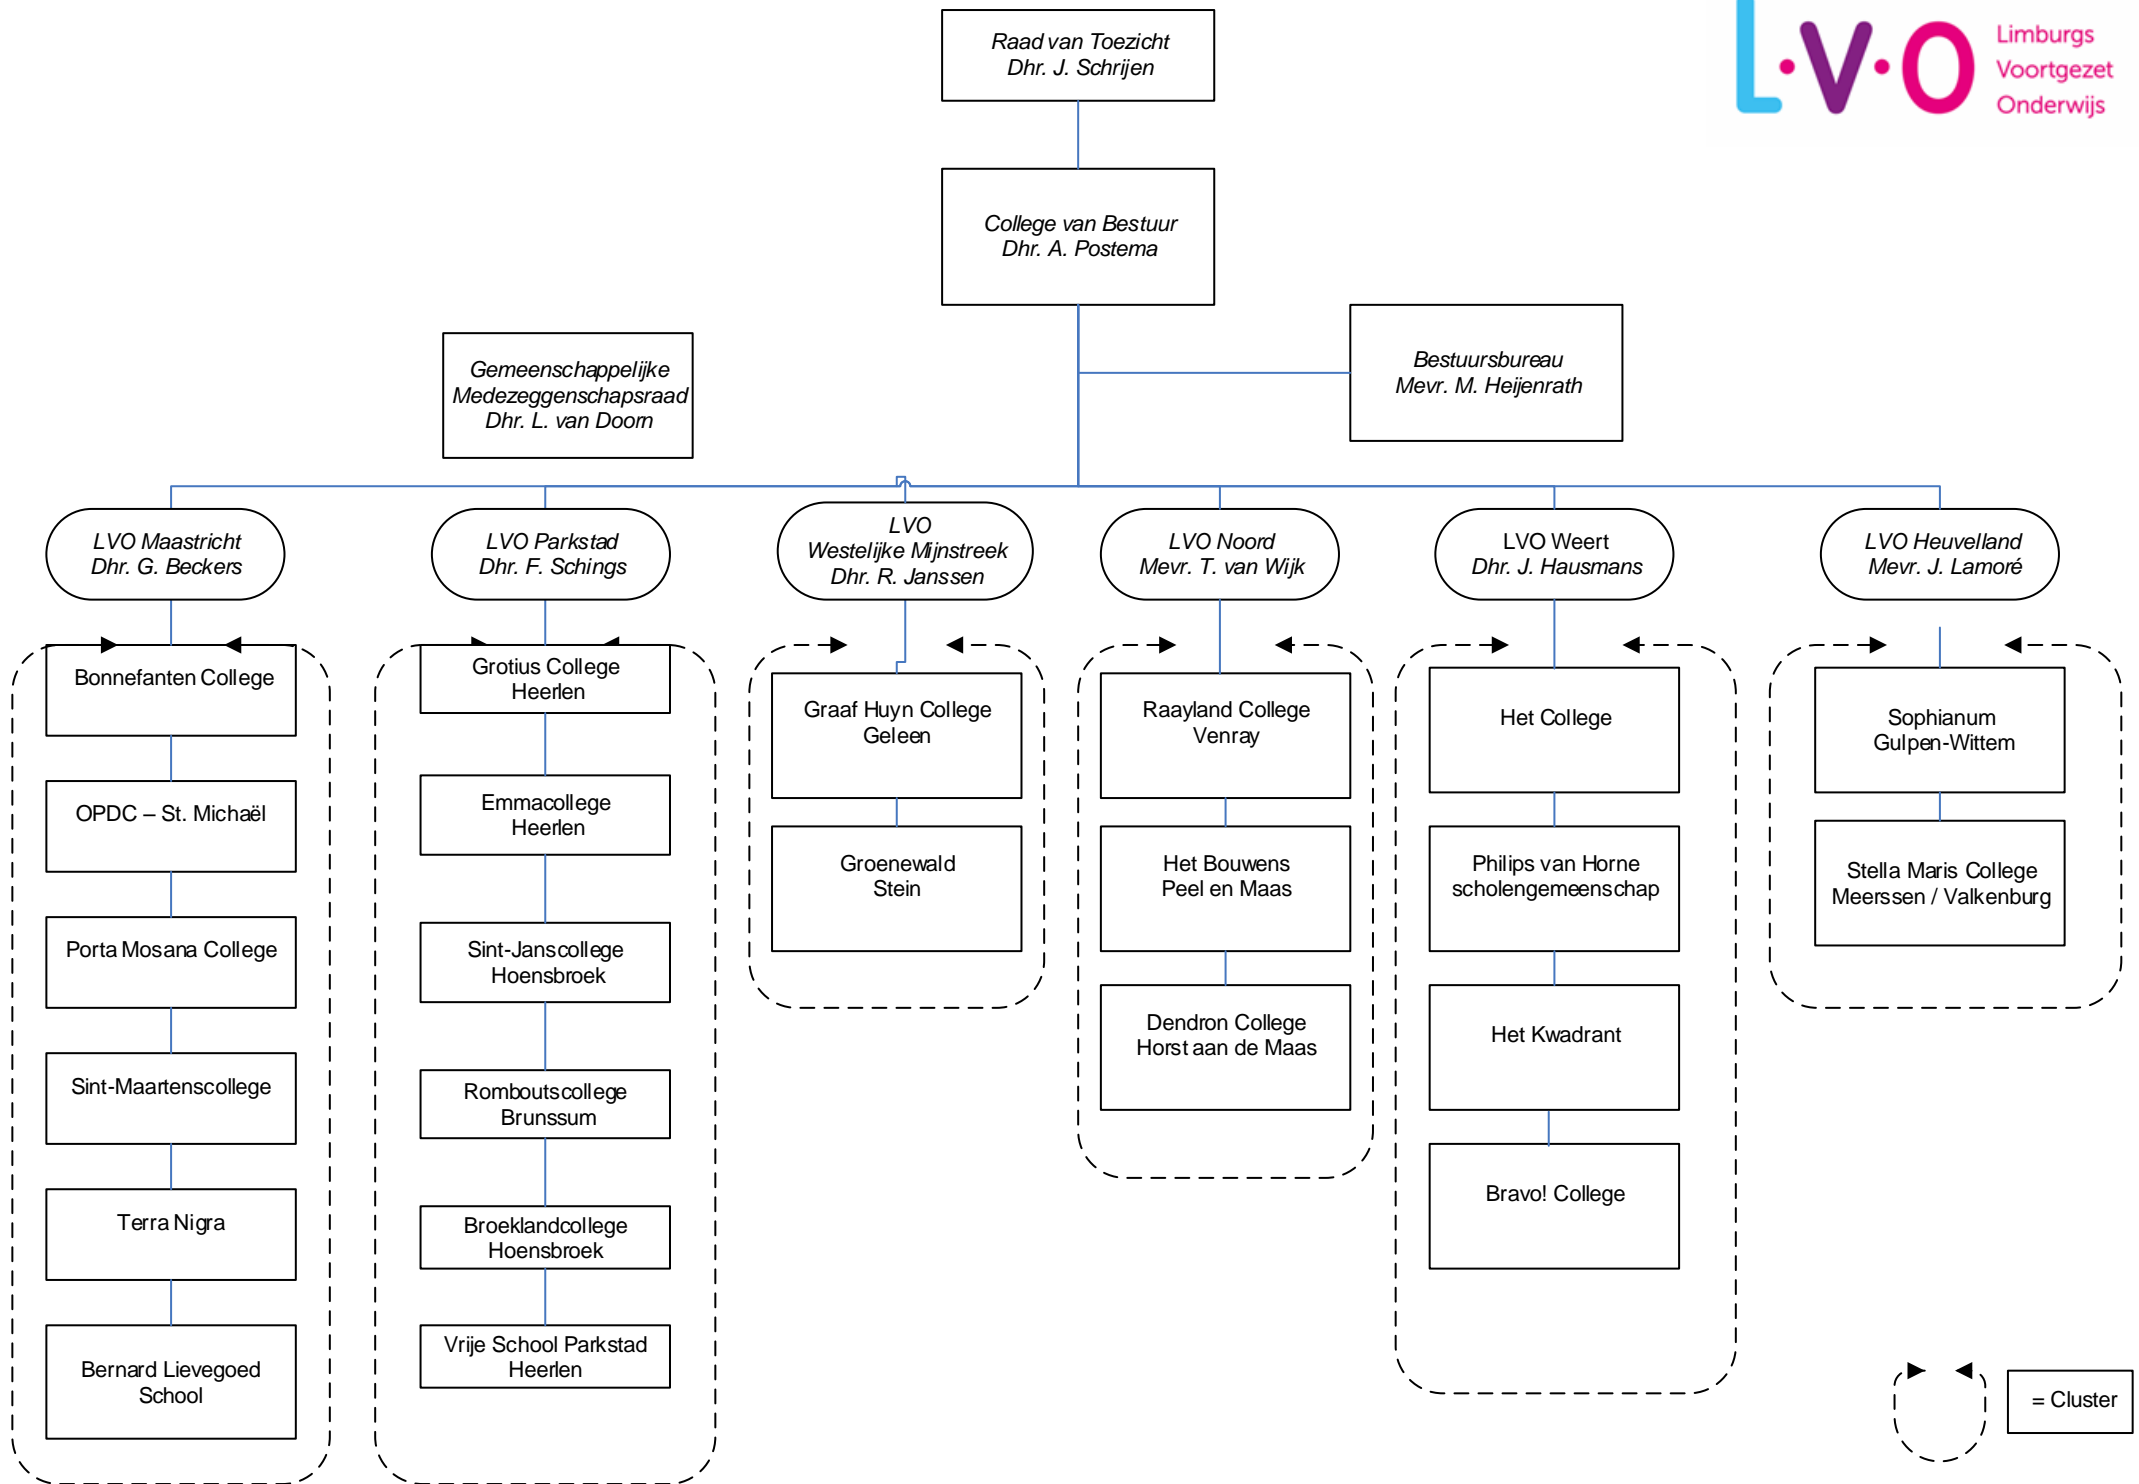 Raad van Toezicht
Dhr. J. Schrijen
L.V.O
Limburgs
Voortgezet
Onderwijs
College van Bestuur
Dhr. A. Postema
Gemeenschappelijke
Medezeggenschapsraad
Dhr. L. van Doorn
Bestuursbureau
Mevr. M. Heijenrath
LVO Maastricht
Dhr. G. Beckers
LVO Parkstad
Dhr. F. Schings
LVO
Westelijke Mijnstreek
Dhr. R. Janssen
LVO Noord
Mevr. T. van Wijk
LVO Weert
Dhr. J. Hausmans
LVO Heuvelland
Mevr. J. Lamoré
Bonnefanten College
OPDC – St. Michaël
Porta Mosana College
Sint-Maartenscollege
Terra Nigra
Bernard Lievegoed
School
Grotius College
Heerlen
Emmacollege
Heerlen
Sint-Janscollege
Hoensbroek
Romboutscollege
Brunssum
Broeklandcollege
Hoensbroek
Vrije School Parkstad
Heerlen
Graaf Huyn College
Geleen
Groenewald
Stein
Raayland College
Venray
Het Bouwens
Peel en Maas
Dendron College
Horst aan de Maas
Het College
Philips van Horne
scholengemeenschap
Het Kwadrant
Bravo! College
Sophianum
Gulpen-Wittem
Stella Maris College
Meerssen / Valkenburg
= Cluster